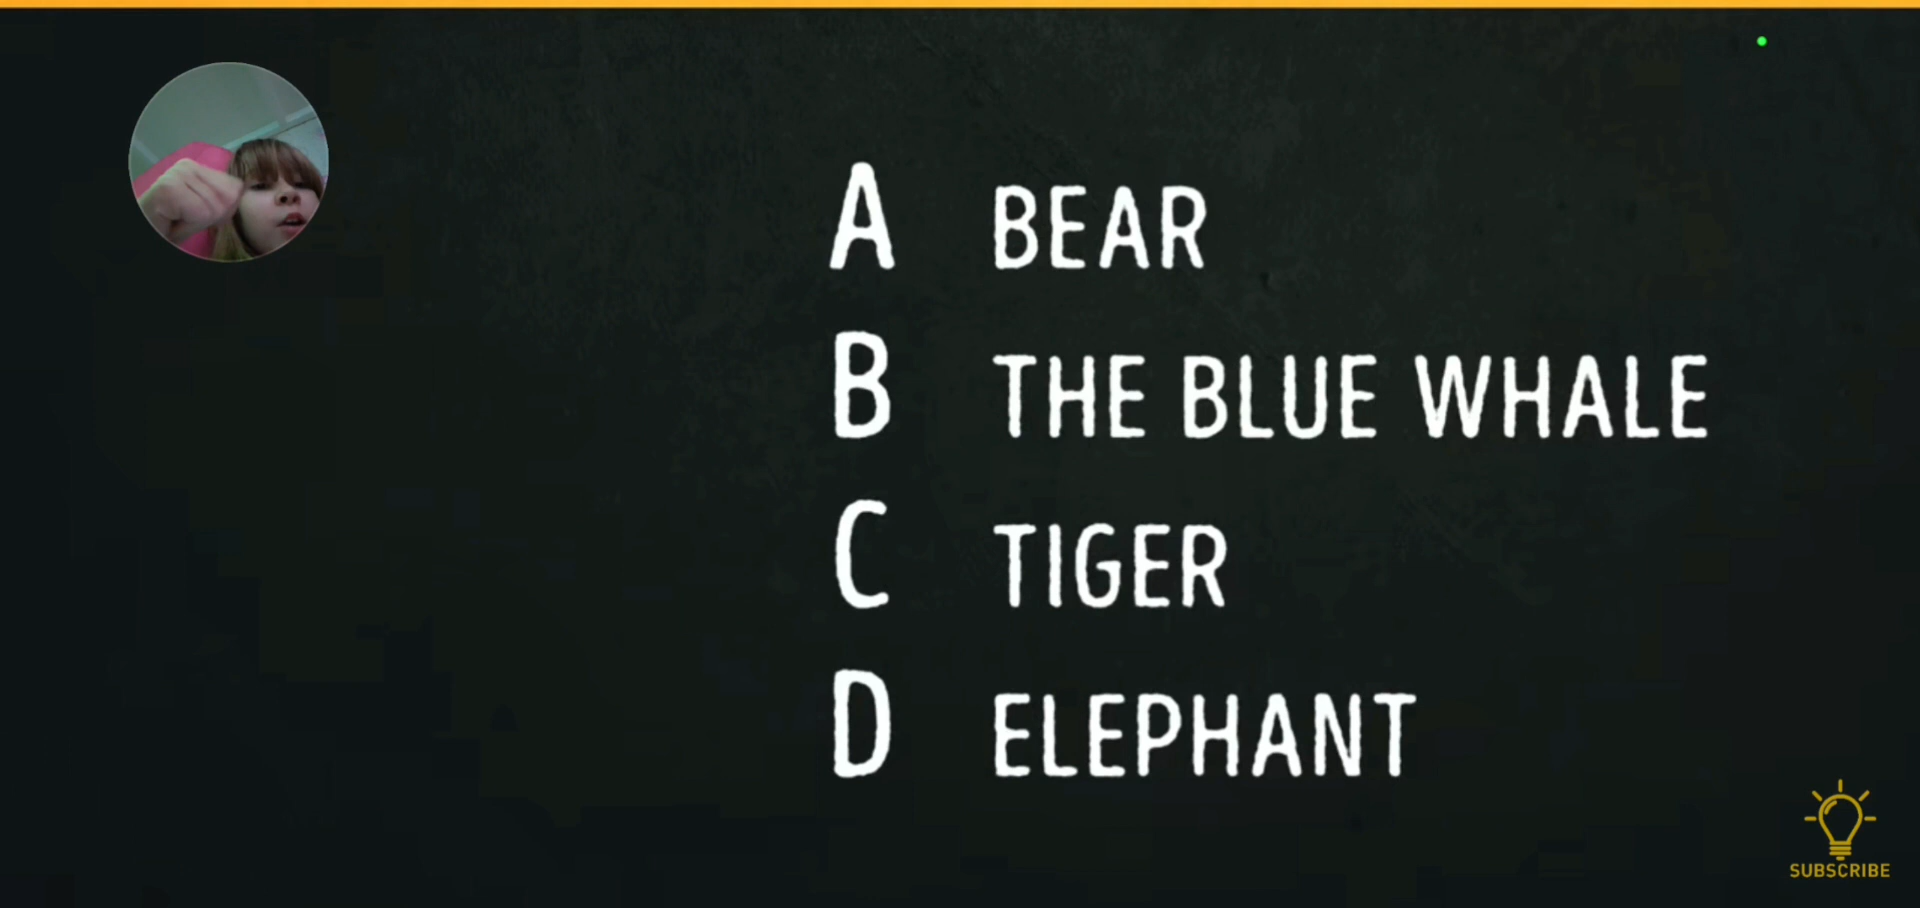 A BEAR
B THE BLUE WHALE
C TIGER
D ELEPHANT
SUBSCRIBE